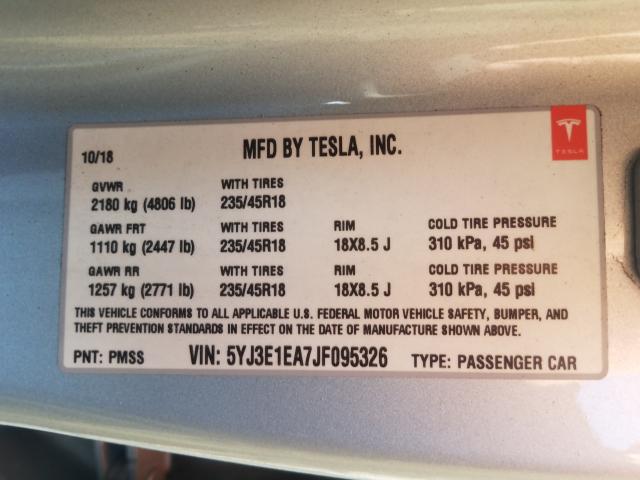 10/18 MFD BY TESLA, INC.
TESLA
GVWR WITH TIRES
2180 kg (4806 lb) 235/45R18
GAWR FRT WITH TIRES RIM COLD TIRE PRESSURE
1110 kg (2447 lb) 235/45R18 18X8.5 J 310 kPa, 45 psi
GAWR RR WITH TIRES RIM COLD TIRE PRESSURE
1257 kg (2771 lb) 235/45R18 18X8.5 J 310 kPa, 45 psi
THIS VEHICLE CONFORMS TO ALL APPLICABLE U.S. FEDERAL MOTOR VEHICLE SAFETY, BUMPER, AND
THEFT PREVENTION STANDARDS IN EFFECT ON THE DATE OF MANUFACTURE SHOWN ABOVE.
PNT: PMSS VIN: 5YJ3E1EA7JF095326 TYPE: PASSENGER CAR